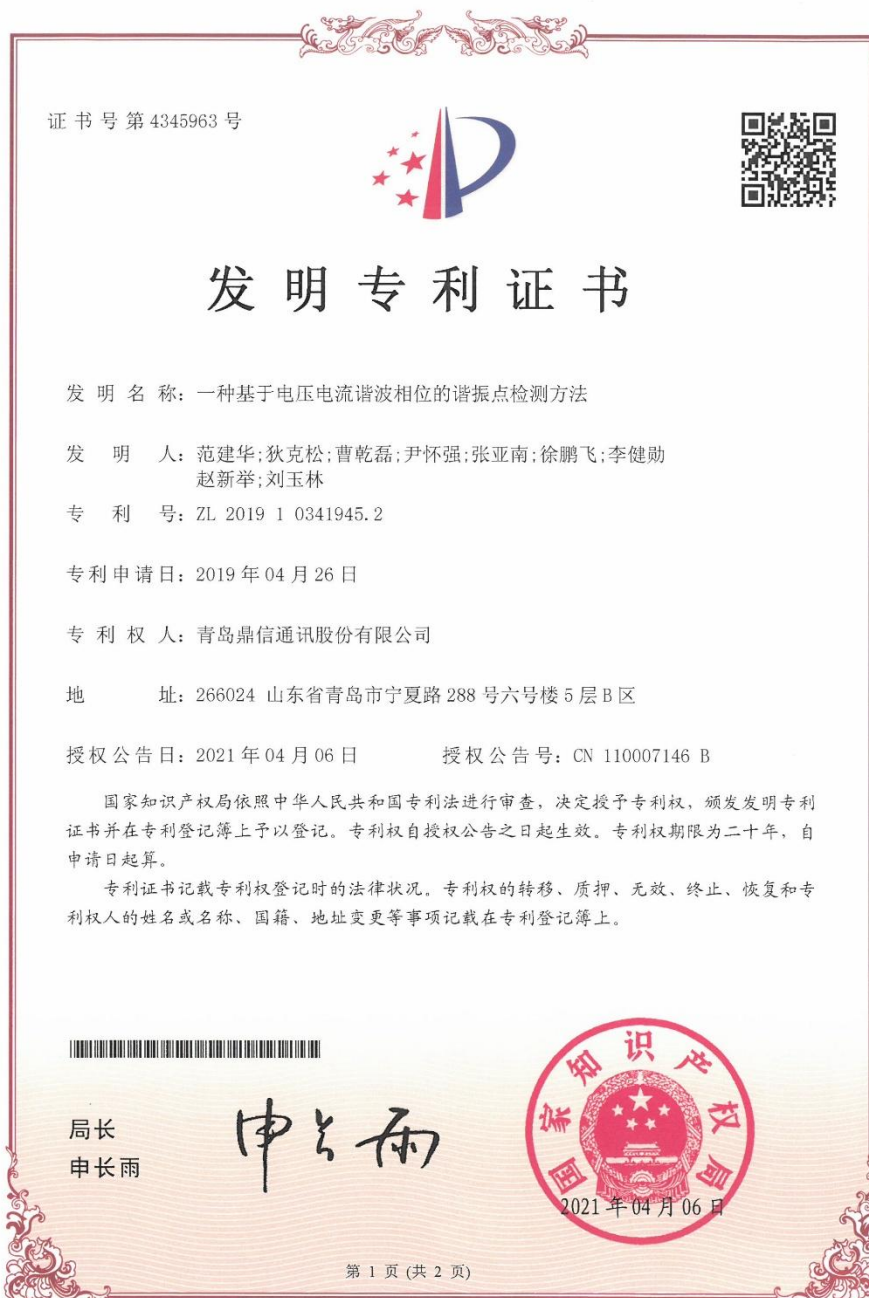 证书号第4345963号
发明专利证书
发明名称：一种基于电压电流谐波相位的谐振点检测方法
发明人：范建华;狄克松;曹乾磊;尹怀强;张亚南;徐鹏飞;李健勋
赵新举;刘玉林
专利号：ZL 2019 1 0341945.2
专利申请日：2019年04月26日
专利权人：青岛鼎信通讯股份有限公司
地址：266024 山东省青岛市宁夏路288号六号楼5层B区
授权公告日：2021年04月06日 授权公告号：CN 110007146 B
国家知识产权局依照中华人民共和国专利法进行审查，决定授予专利权，颁发发明专利
证书并在专利登记簿上予以登记。专利权自授权公告之日起生效。专利权期限为二十年，自
申请日起算。
专利证书记载专利权登记时的法律状况。专利权的转移、质押、无效、终止、恢复和专
利权人的姓名或名称、国籍、地址变更等事项记载在专利登记簿上。
局长
申长雨
申长雨
国家知识产权局
2021年04月06日
第 1 页 (共 2 页)